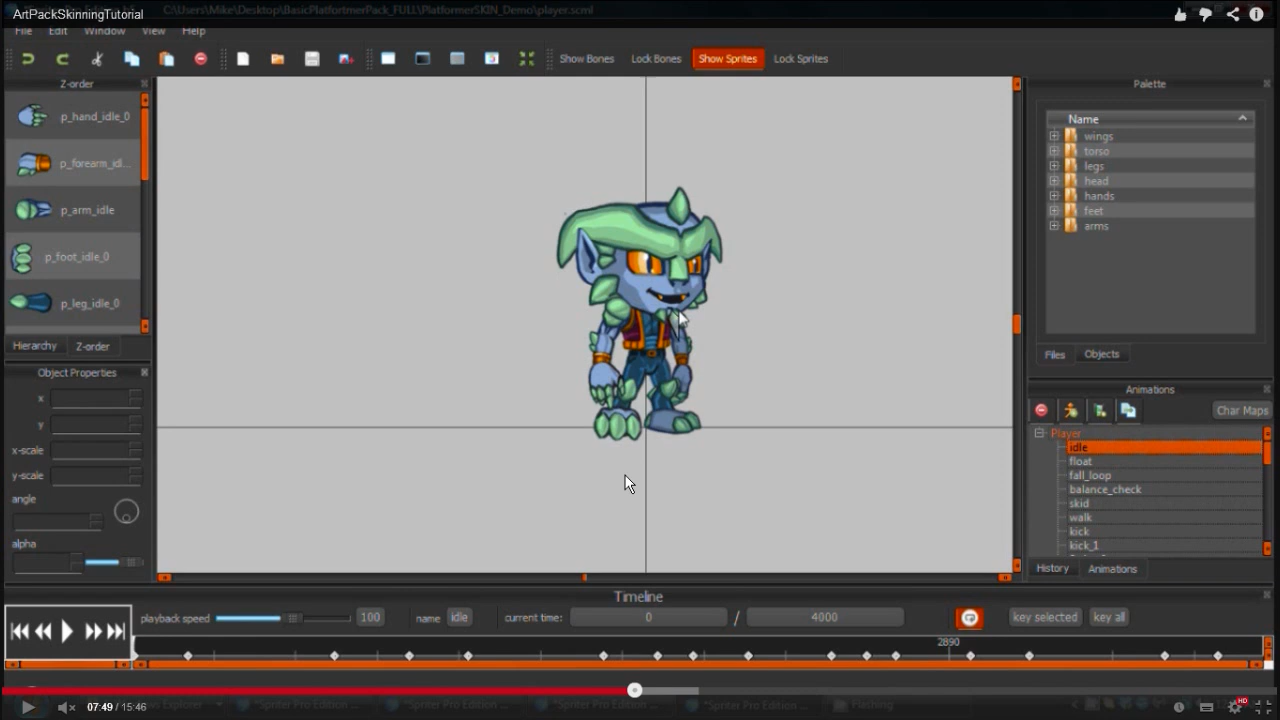 ArtPackSkinningTutorial
C:\Users\Mike\Desktop\BasicPlatfortmerPack_FULL\PlatformerSKIN_Demo\player.scml
File Edit Window View Help
Show Bones Lock Bones Show Sprites Lock Sprites
Z-order
p_hand_idle_0
p_forearm_idl...
p_arm_idle
p_foot_idle_0
p_leg_idle_0
Hierarchy Z-order
Object Properties
x
y
x-scale
y-scale
angle
alpha
Palette
Name
wings
torso
legs
head
hands
feet
arms
Files Objects
Animations
Char Maps
Player
idle
float
fall_loop
balance_check
skid
walk
kick
kick_1
History Animations
Timeline
playback speed 100 name idle current time: 0 / 4000 key selected key all
2890
07:49 / 15:46
HD